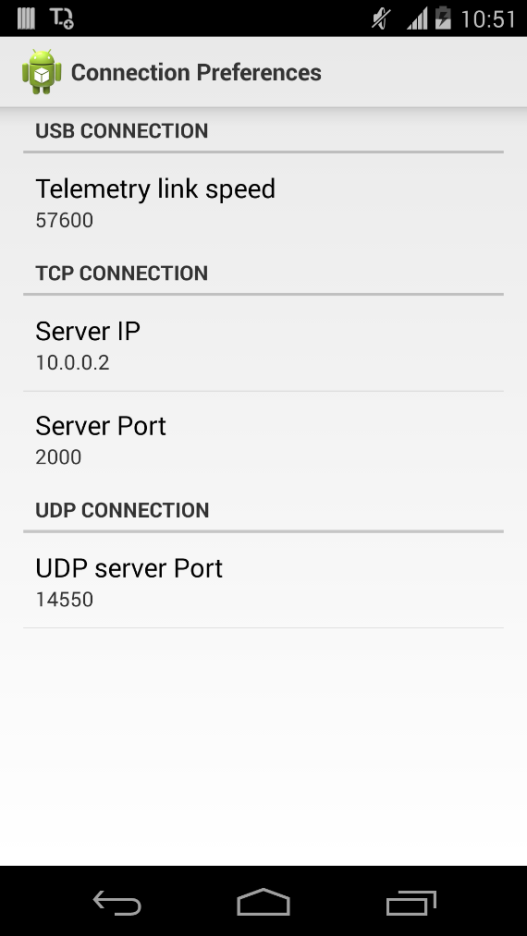 10:51
Connection Preferences
USB CONNECTION
Telemetry link speed
57600
TCP CONNECTION
Server IP
10.0.0.2
Server Port
2000
UDP CONNECTION
UDP server Port
14550